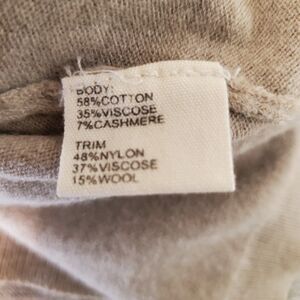 BODY:
58%COTTON
35%VISCOSE
7%CASHMERE
TRIM
48%NYLON
37%VISCOSE
15%WOOL